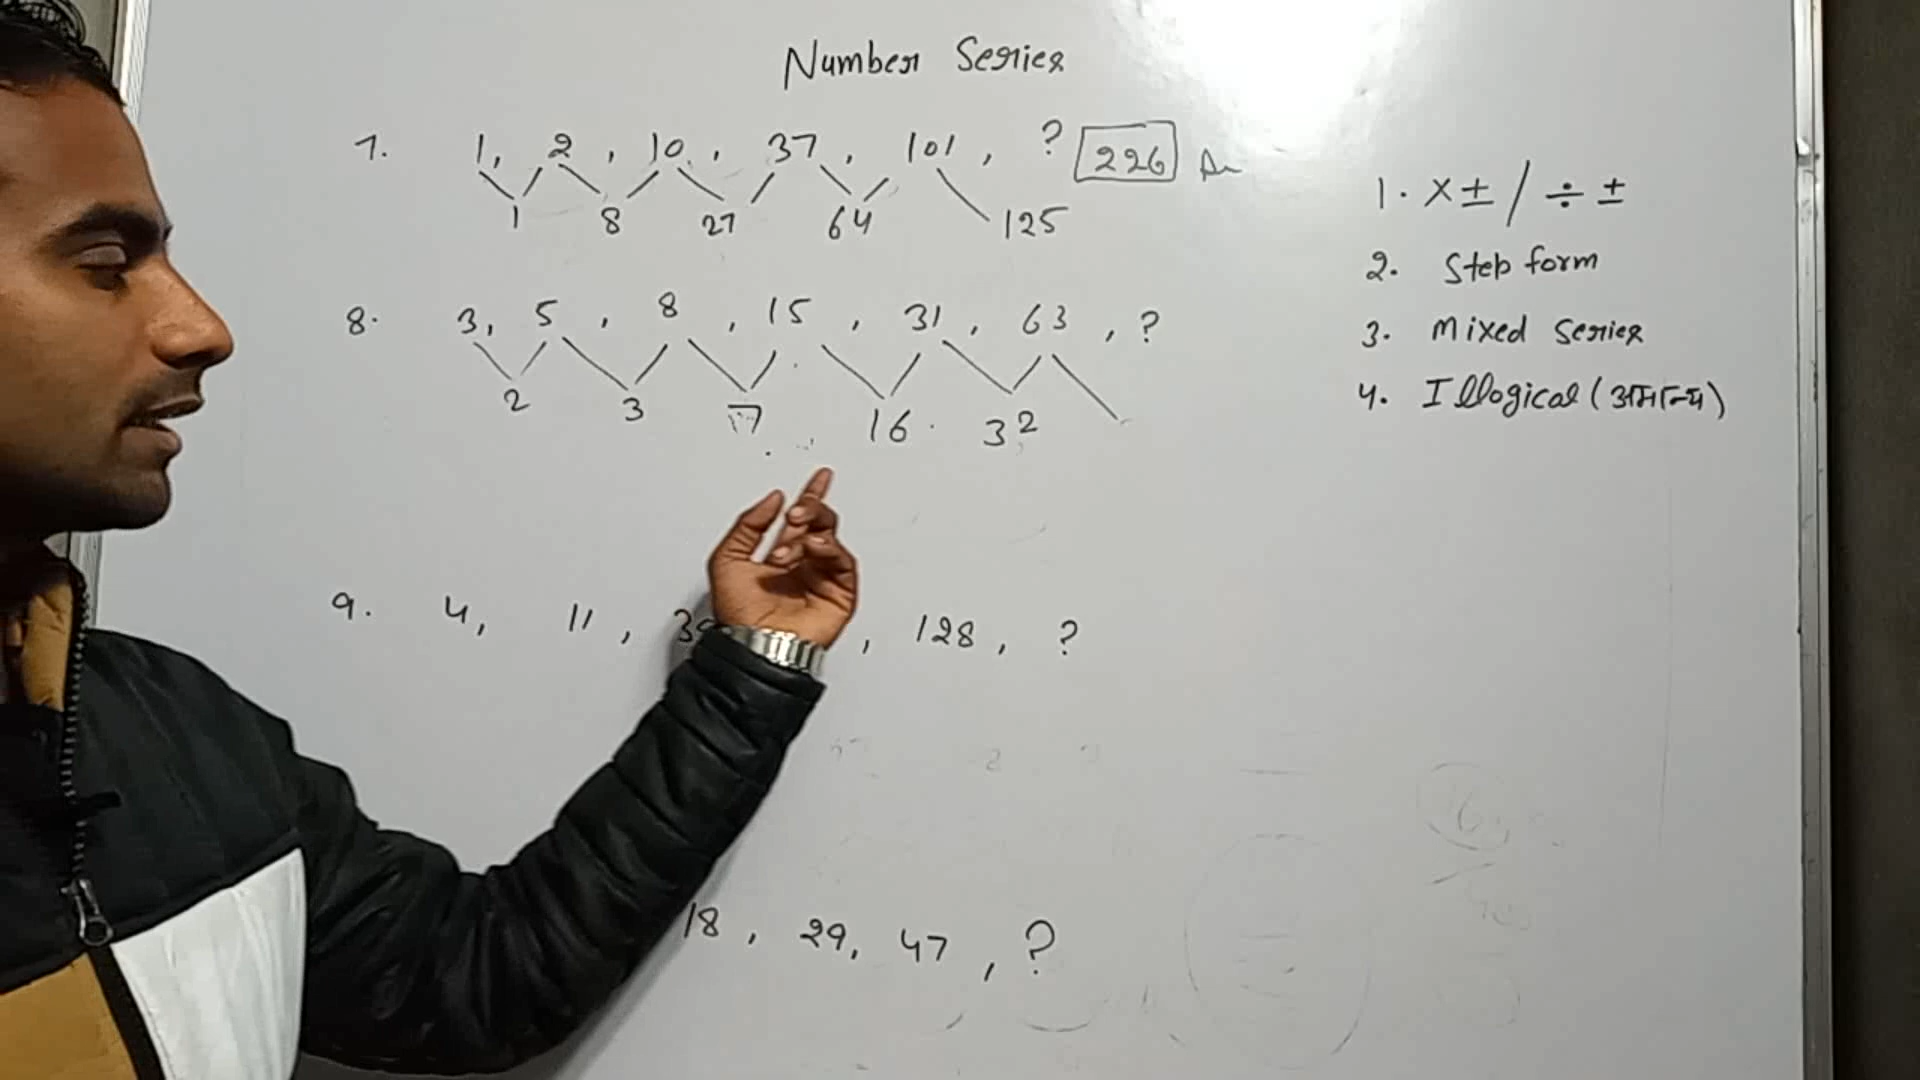 Number Series
7. 1, 2, 10, 37, 101, ? 226
1 8 27 64 125
8. 3, 5, 8, 15, 31, 63, ?
2 3 7 16 32
9. 4, 11, 128, ?
18, 29, 47, ?
1. × ± / ÷ ±
2. Step form
3. Mixed Series
4. Illogical (अमान्य)